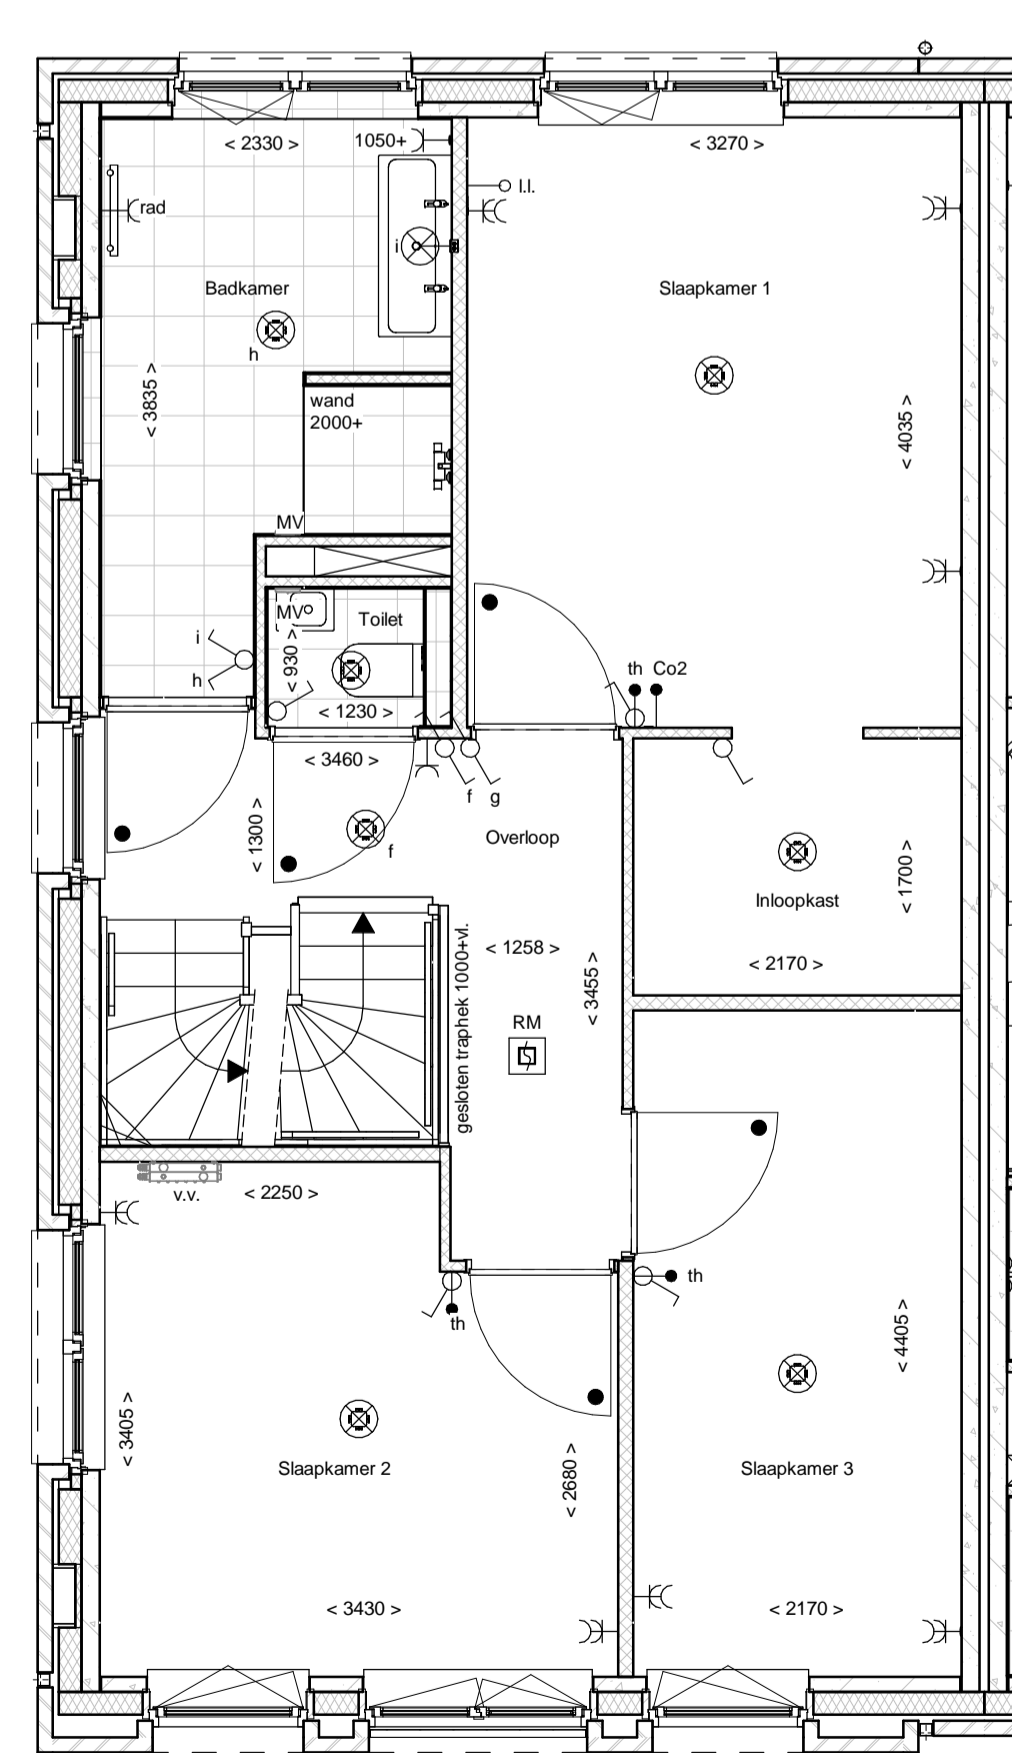 < 2330 >
1050+
< 3270 >
rad
l.l.
i
Badkamer
Slaapkamer 1
h
< 3835 >
wand
2000+
< 4035 >
MV
MV
Toilet
i
h
< 930 >
< 1230 >
th
Co2
< 3460 >
f
g
< 1300 >
f
Overloop
< 1700 >
Inloopkast
< 1258 >
< 2170 >
gesloten traphek 1000+vl.
< 3455 >
RM
v.v.
< 2250 >
th
th
< 4405 >
< 3405 >
Slaapkamer 2
< 2680 >
Slaapkamer 3
< 3430 >
< 2170 >